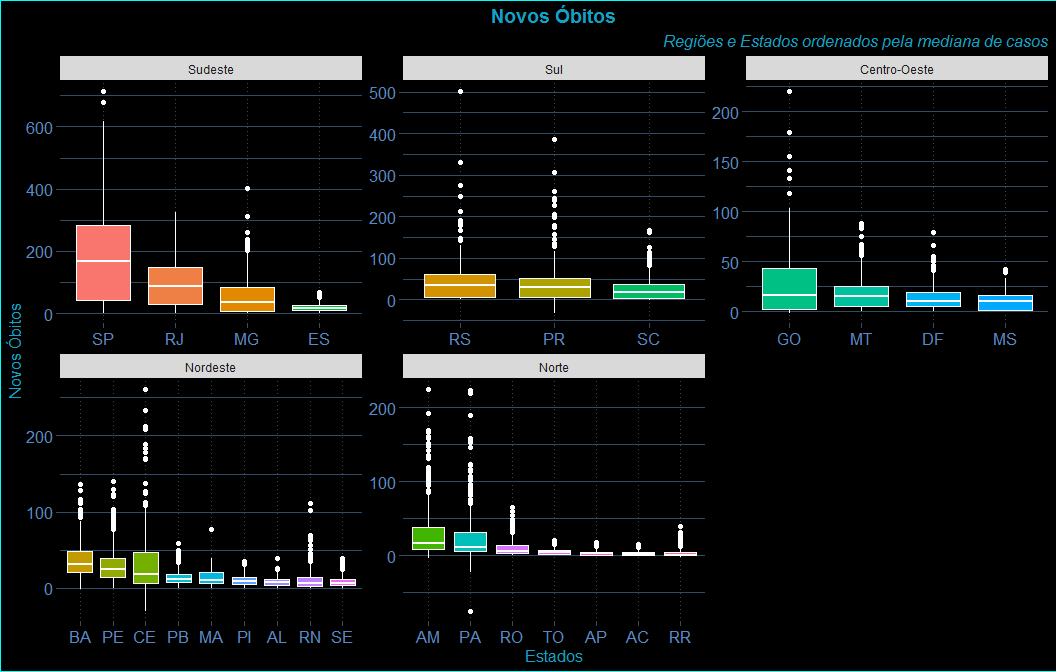 Novos Óbitos
Regiões e Estados ordenados pela mediana de casos
Sudeste
600
400
200
0
SP RJ MG ES
Sul
500
400
300
200
100
0
RS PR SC
Centro-Oeste
200
150
100
50
0
GO MT DF MS
Novos Óbitos
Nordeste
200
100
0
BA PE CE PB MA PI AL RN SE
Norte
200
100
0
AM PA RO TO AP AC RR
Estados